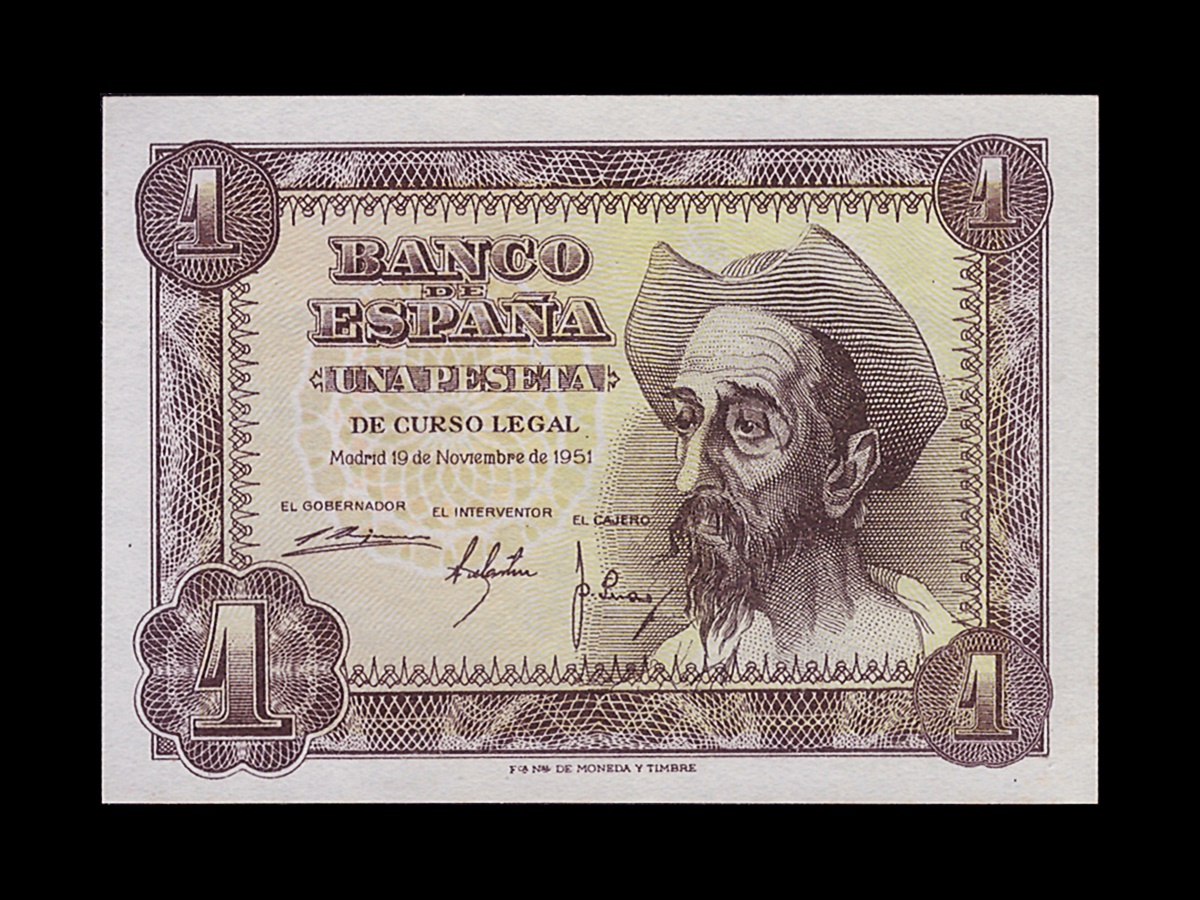 1
1
BANCO
DE
ESPAÑA
UNA PESETA
DE CURSO LEGAL
Madrid 19 de Noviembre de 1951
EL GOBERNADOR EL INTERVENTOR EL CAJERO
1
1
Fca Nal DE MONEDA Y TIMBRE